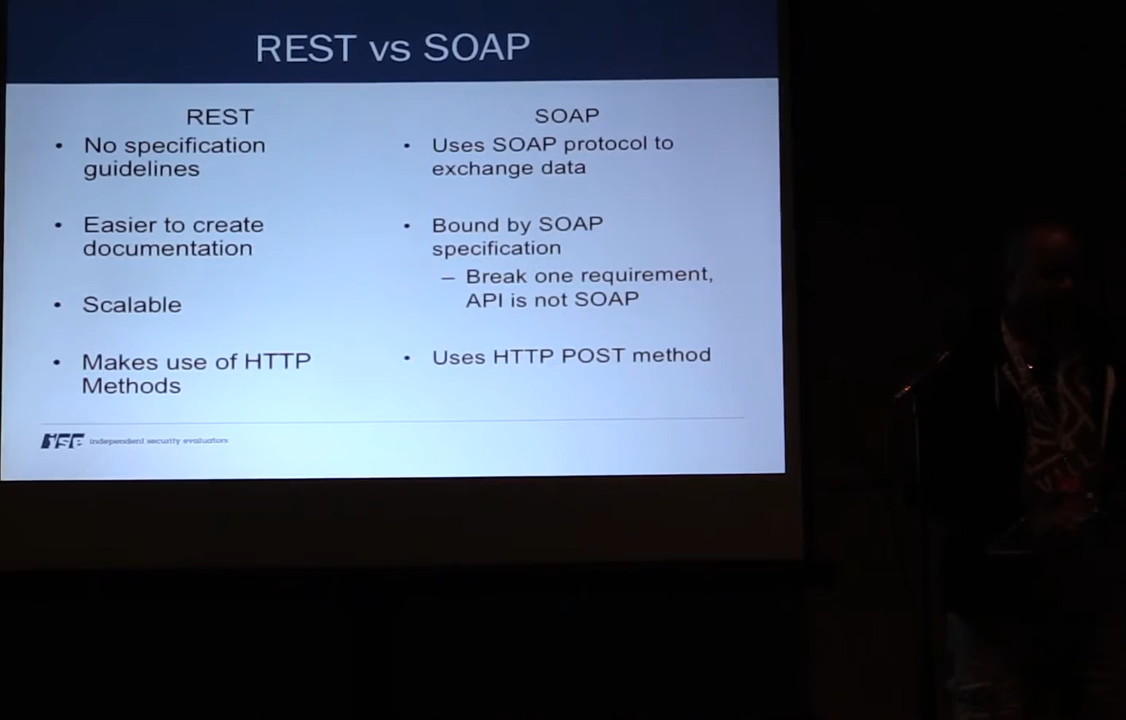 REST vs SOAP
REST
• No specification
guidelines
• Easier to create
documentation
• Scalable
• Makes use of HTTP
Methods
SOAP
• Uses SOAP protocol to
exchange data
• Bound by SOAP
specification
– Break one requirement,
API is not SOAP
• Uses HTTP POST method
ise independent security evaluators